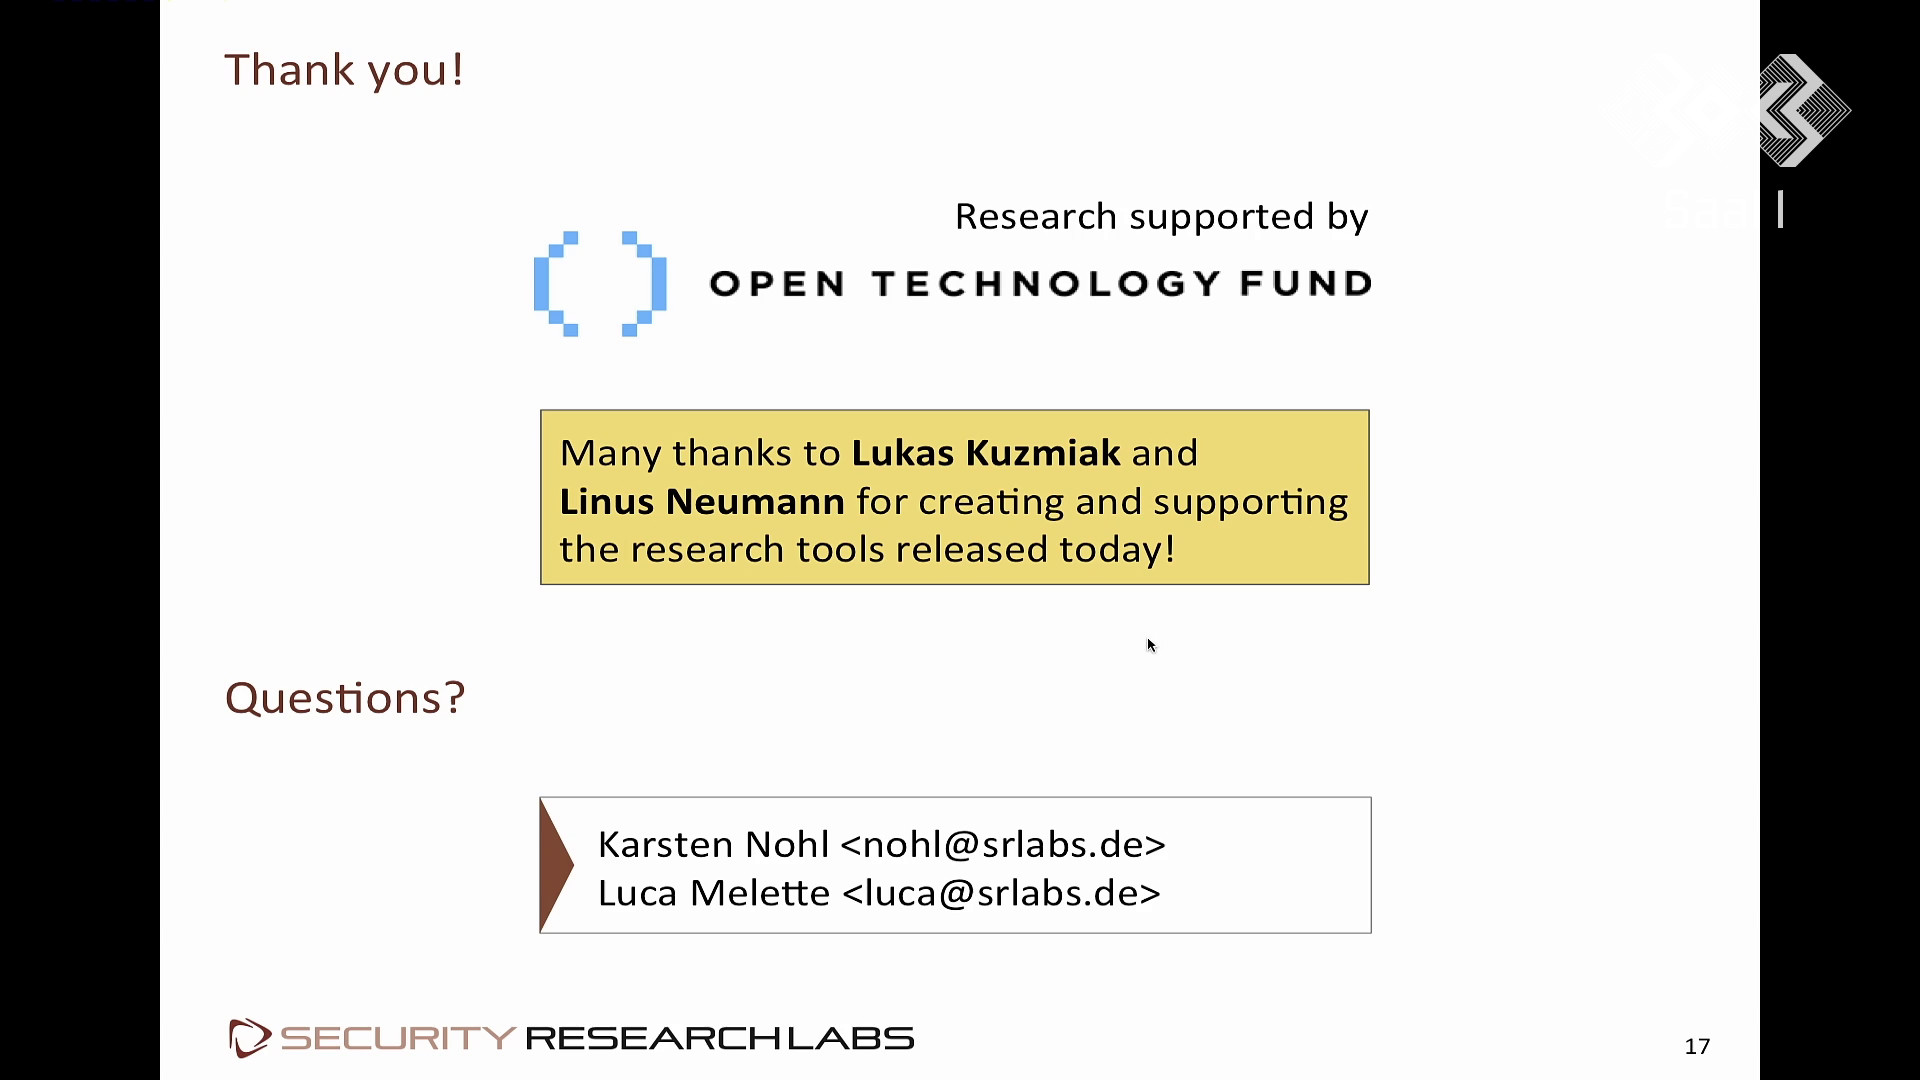 Thank you!
Saal 1
Research supported by
OPEN TECHNOLOGY FUND
Many thanks to Lukas Kuzmiak and
Linus Neumann for creating and supporting
the research tools released today!
Questions?
Karsten Nohl <nohl@srlabs.de>
Luca Melette <luca@srlabs.de>
SECURITY RESEARCH LABS
17